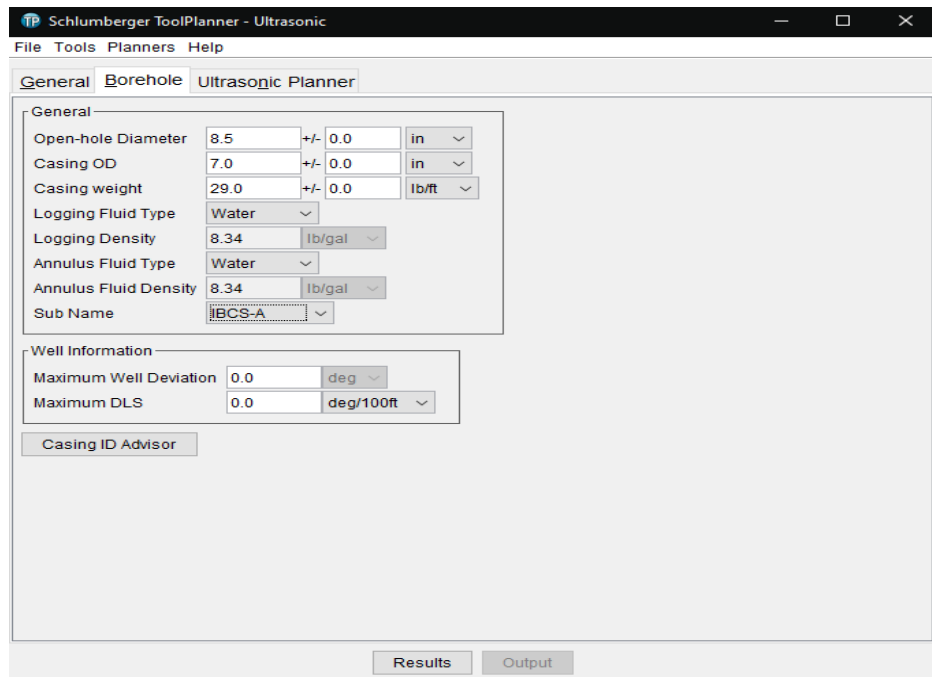 TP Schlumberger ToolPlanner - Ultrasonic
File Tools Planners Help
General Borehole Ultrasonic Planner
General
Open-hole Diameter 8.5 +/- 0.0 in
Casing OD 7.0 +/- 0.0 in
Casing weight 29.0 +/- 0.0 lb/ft
Logging Fluid Type Water
Logging Density 8.34 lb/gal
Annulus Fluid Type Water
Annulus Fluid Density 8.34 lb/gal
Sub Name IBCS-A
Well Information
Maximum Well Deviation 0.0 deg
Maximum DLS 0.0 deg/100ft
Casing ID Advisor
Results Output